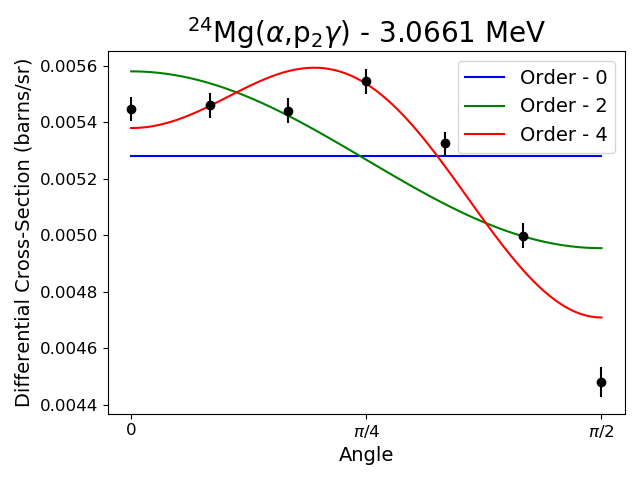 ²⁴Mg(α,p₂γ) - 3.0661 MeV
Differential Cross-Section (barns/sr)
0.0056
0.0054
0.0052
0.0050
0.0048
0.0046
0.0044
Order - 0
Order - 2
Order - 4
0
π/4
π/2
Angle